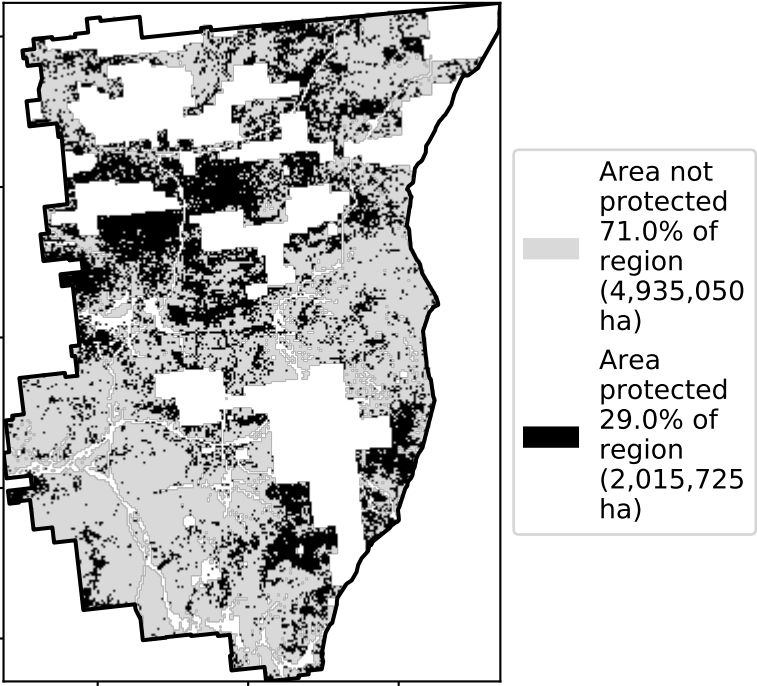 Area not
protected
71.0% of
region
(4,935,050
ha)
Area
protected
29.0% of
region
(2,015,725
ha)